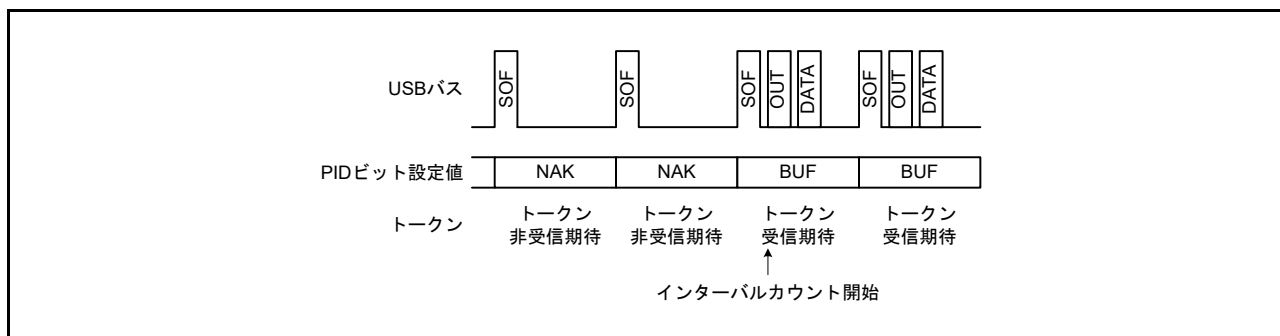 USBバス
SOF
SOF
SOF
OUT
DATA
SOF
OUT
DATA
PIDビット設定値
NAK
NAK
BUF
BUF
トークン
トークン
非受信期待
トークン
非受信期待
トークン
受信期待
トークン
受信期待
インターバルカウント開始